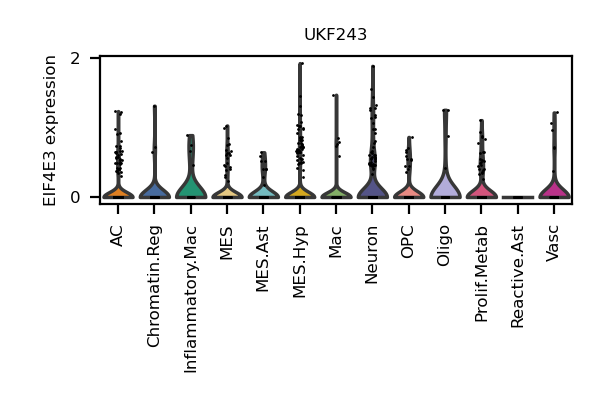 UKF243
EIF4E3 expression
2
0
AC
Chromatin.Reg
Inflammatory.Mac
MES
MES.Ast
MES.Hyp
Mac
Neuron
OPC
Oligo
Prolif.Metab
Reactive.Ast
Vasc